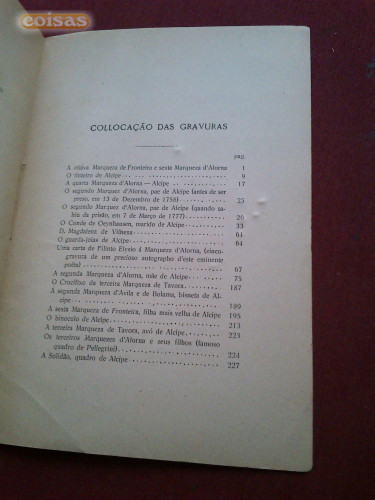 coisas
COLLOCAÇÃO DAS GRAVURAS
pag.
A oitava Marqueza de Fronteira e sexta Marqueza d'Alorna 1
O tinteiro de Alcipe 9
A quarta Marqueza d'Alorna — Alcipe 17
O segundo Marquez d'Alorna, pae de Alcipe (antes de ser
preso, em 13 de Dezembro de 1758) 25
O segundo Marquez d'Alorna, pae de Alcipe (quando sa-
hia da prisão, em 7 de Março de 1777) 26
O Conde de Oeynhausen, marido de Alcipe 33
D. Magdalena de Vilhena 61
O guarda-joias de Alcipe 64
Uma carta de Filinto Elysio á Marqueza d'Alorna, (zinco-
gravura de um precioso autographo d'este eminente
poeta) 67
A segunda Marqueza d'Alorna, mãe de Alcipe 75
O Crucifixo da terceira Marqueza de Tavora 187
A segunda Marqueza d'Avila e de Bolama, bisneta de Al-
cipe 189
A sexta Marqueza de Fronteira, filha mais velha de Alcipe 195
O binoculo de Alcipe 213
A terceira Marqueza de Tavora, avó de Alcipe 223
Os terceiros Marquezes d'Alorna e seus filhos (famoso
quadro de Pellegrini) 224
A Solidão, quadro de Alcipe 227